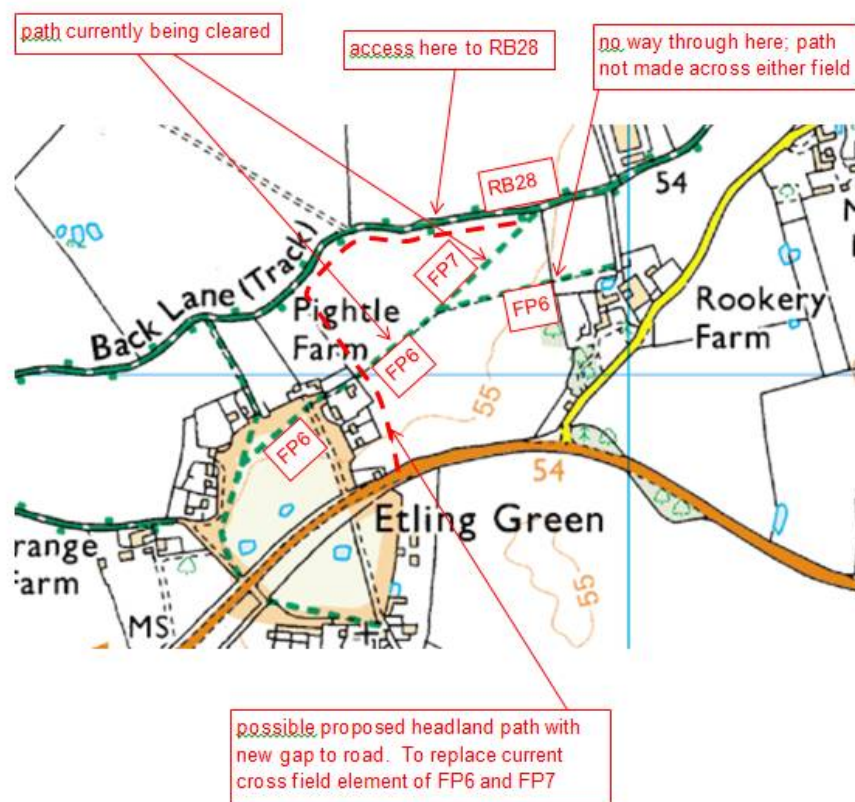 path currently being cleared
access here to RB28
no way through here; path
not made across either field
RB28
54
Back Lane (Track)
FP7
Pightle
Farm
FP6
Rookery
Farm
FP6
55
FP6
54
Etling Green
range
Farm
55
MS
possible proposed headland path with
new gap to road. To replace current
cross field element of FP6 and FP7